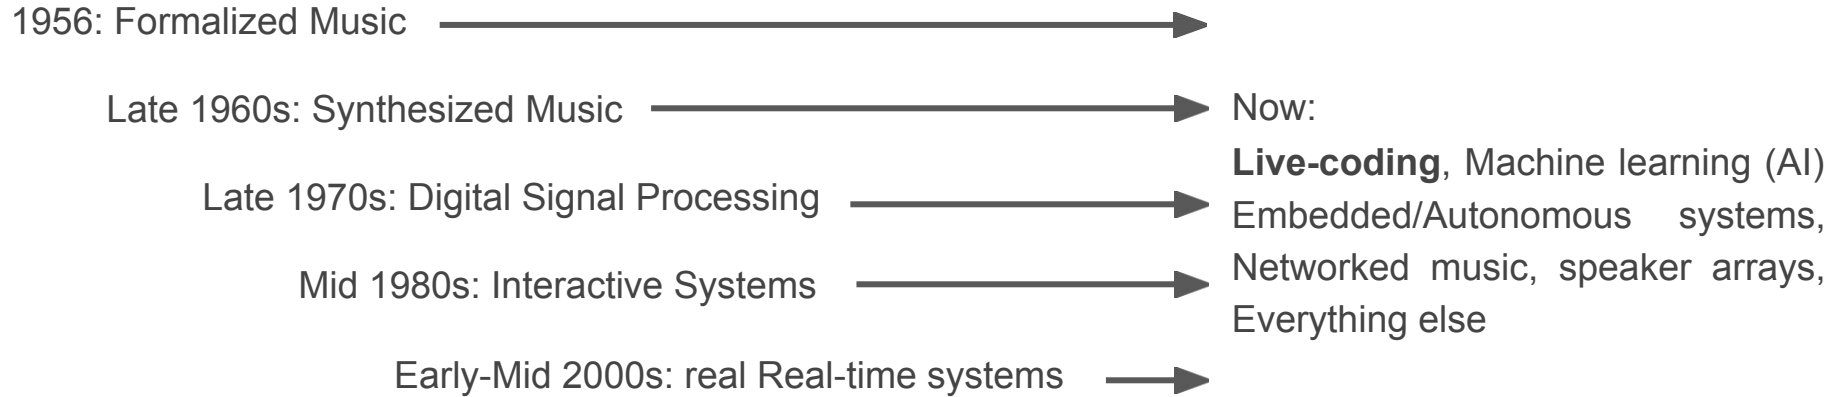 1956: Formalized Music
Late 1960s: Synthesized Music
Late 1970s: Digital Signal Processing
Mid 1980s: Interactive Systems
Early-Mid 2000s: real Real-time systems
Now:
Live-coding, Machine learning (AI)
Embedded/Autonomous systems,
Networked music, speaker arrays,
Everything else